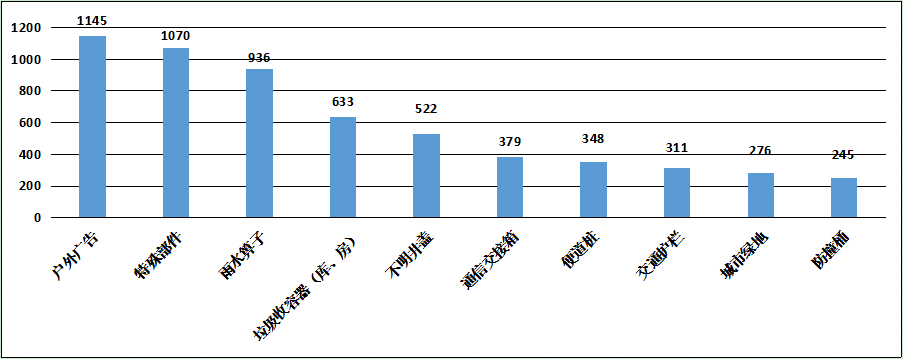 1145
1070
936
633
522
379
348
311
276
245
1200
1000
800
600
400
200
0
户外广告
特殊部件
雨水箅子
垃圾收容器（库、房）
不明井盖
通信交接箱
便道桩
交通护栏
城市绿地
防撞桶